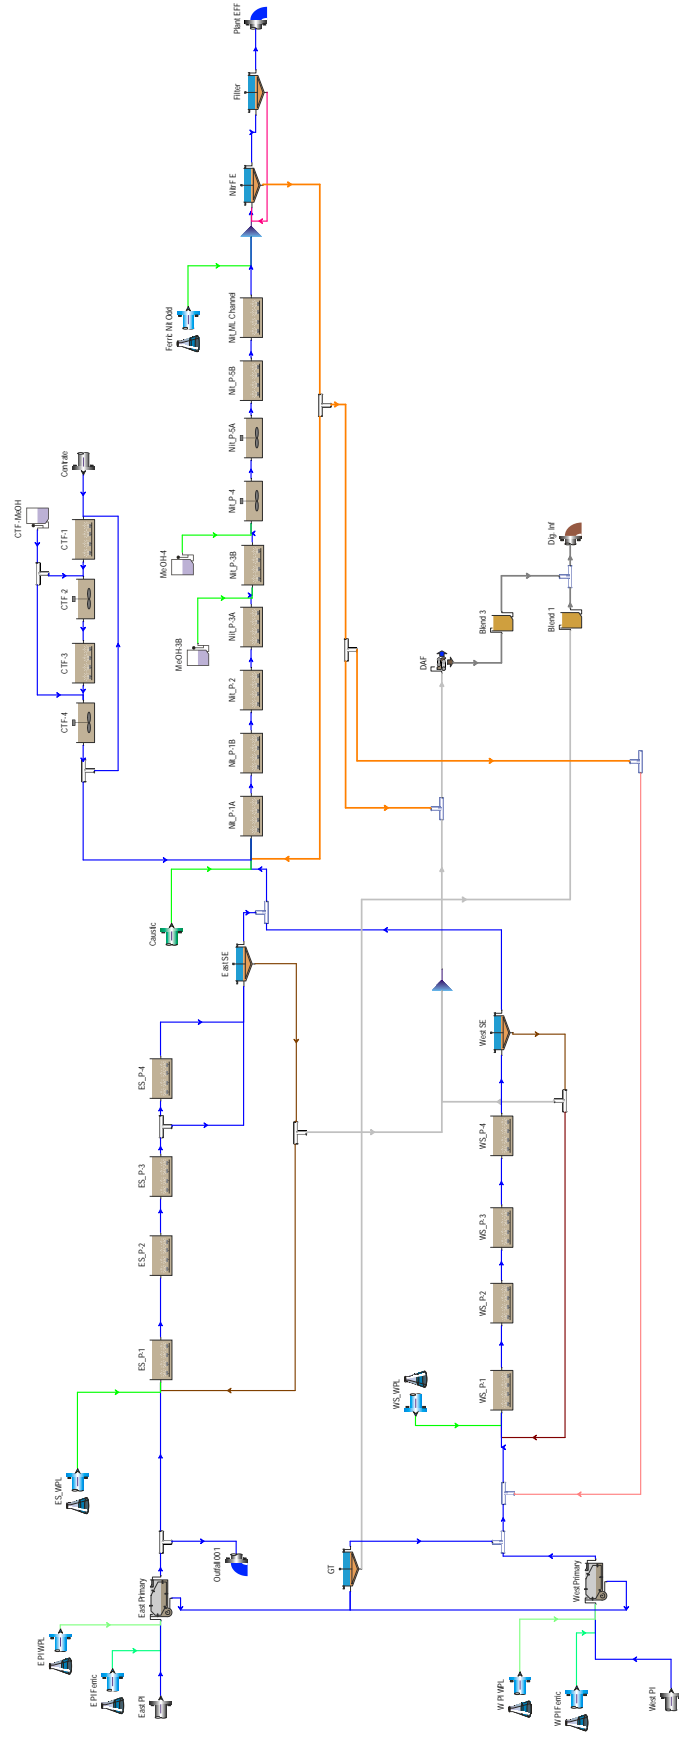 Plant EFF
Filter
Nitr F E
Ferric Nit Odd
Nit_ML Channel
Nit_P-5B
Nit_P-5A
Nit_P-4
MeOH-4
Nit_P-3B
MeOH-3B
Nit_P-3A
Nit_P-2
Nit_P-1B
Nit_P-1A
Centrate
CTF-MeOH
CTF-1
CTF-2
CTF-3
CTF-4
Caustic
East SE
ES_P-4
ES_P-3
ES_P-2
ES_P-1
ES_WPL
Outfall 001
East Primary
E PI WPL
E PI Ferric
East PI
Dig. Inf
Blend 1
Blend 3
DAF
West SE
WS_P-4
WS_P-3
WS_P-2
WS_P-1
WS_WPL
GT
West Primary
W PI WPL
W PI Ferric
West PI